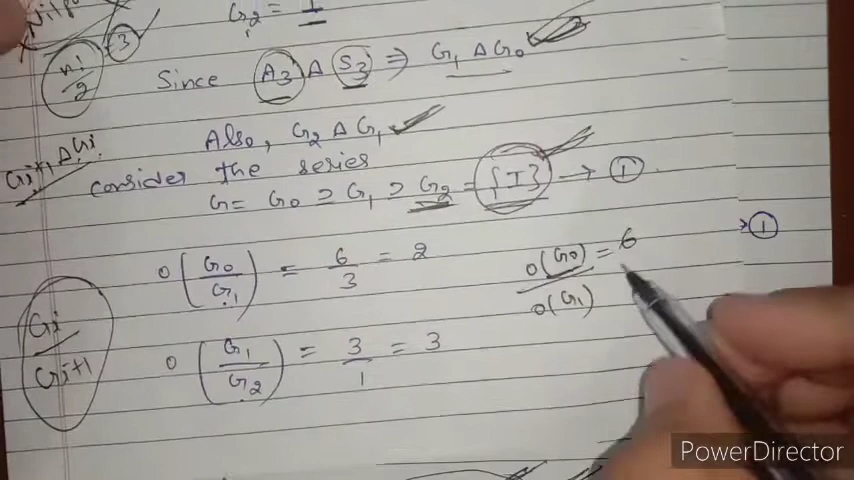 G2 = 1
n!/2 3
Since A3 Δ S3 ⇒ G1 Δ G0
Also, G2 Δ G1
Gi+1 Δ Gi
consider the series
G = G0 ⊇ G1 ⊇ G2 = {I} → ①
→①
o(G0/G1) = 6/3 = 2
o(G0) = 6
o(G1)
Gi/Gi+1
o(G1/G2) = 3/1 = 3
PowerDirector